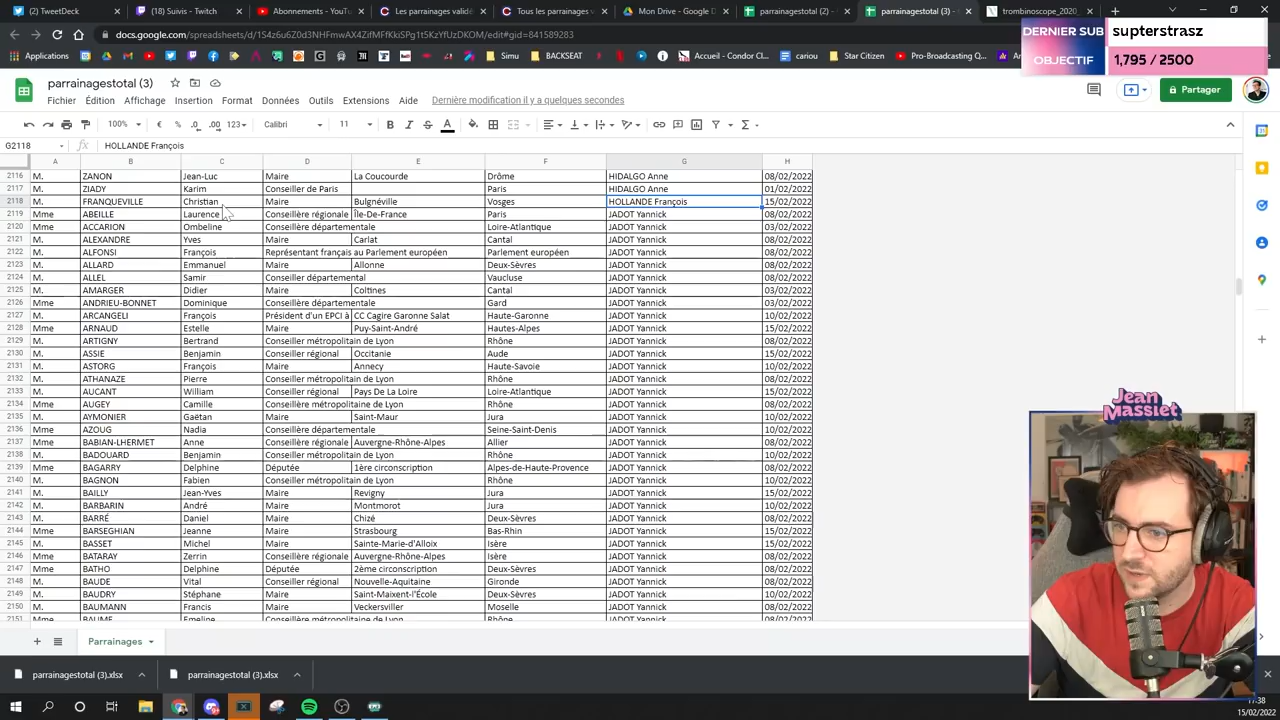 (2) TweetDeck
(18) Suivis - Twitch
Abonnements - YouT
Les parrainages valid
Tous les parrainages v
Mon Drive - Google D
parrainagestotal (2) -
parrainagestotal (3) -
trombinoscope_2020
docs.google.com/spreadsheets/d/1S4z6u6Z0d3NHFmwAX4ZifMFfKkiSPg1t5KzYfUzDKOM/edit#gid=841589283
Applications
Simu
BACKSEAT
Accueil - Condor Cl...
cariou
Star Citizen
Pro-Broadcasting Q...
DERNIER SUB
supterstrasz
OBJECTIF
1,795 / 2500
parrainagestotal (3)
Fichier Édition Affichage Insertion Format Données Outils Extensions Aide Dernière modification il y a quelques secondes
Partager
100% € % .0 .00 123 Calibri 11 B I S A
G2118 fx HOLLANDE François
A B C D E F G H
2116 M. ZANON Jean-Luc Maire La Coucourde Drôme HIDALGO Anne 08/02/2022
2117 M. ZIADY Karim Conseiller de Paris Paris HIDALGO Anne 01/02/2022
2118 M. FRANQUEVILLE Christian Maire Bulgnéville Vosges HOLLANDE François 15/02/2022
2119 Mme ABEILLE Laurence Conseillère régionale Île-De-France Paris JADOT Yannick 08/02/2022
2120 Mme ACCARION Ombeline Conseillère départementale Loire-Atlantique JADOT Yannick 03/02/2022
2121 M. ALEXANDRE Yves Maire Carlat Cantal JADOT Yannick 08/02/2022
2122 M. ALFONSI François Représentant français au Parlement européen Parlement européen JADOT Yannick 08/02/2022
2123 M. ALLARD Emmanuel Maire Allonne Deux-Sèvres JADOT Yannick 08/02/2022
2124 M. ALLEL Samir Conseiller départemental Vaucluse JADOT Yannick 08/02/2022
2125 M. AMARGER Didier Maire Coltines Cantal JADOT Yannick 03/02/2022
2126 Mme ANDRIEU-BONNET Dominique Conseillère départementale Gard JADOT Yannick 03/02/2022
2127 M. ARCANGELI François Président d'un EPCI à CC Cagire Garonne Salat Haute-Garonne JADOT Yannick 10/02/2022
2128 Mme ARNAUD Estelle Maire Puy-Saint-André Hautes-Alpes JADOT Yannick 15/02/2022
2129 M. ARTIGNY Bertrand Conseiller métropolitain de Lyon Rhône JADOT Yannick 08/02/2022
2130 M. ASSIE Benjamin Conseiller régional Occitanie Aude JADOT Yannick 15/02/2022
2131 M. ASTORG François Maire Annecy Haute-Savoie JADOT Yannick 10/02/2022
2132 M. ATHANAZE Pierre Conseiller métropolitain de Lyon Rhône JADOT Yannick 08/02/2022
2133 M. AUCANT William Conseiller régional Pays De La Loire Loire-Atlantique JADOT Yannick 15/02/2022
2134 Mme AUGEY Camille Conseillère métropolitaine de Lyon Rhône JADOT Yannick 08/02/2022
2135 M. AYMONIER Gaëtan Maire Saint-Maur Jura JADOT Yannick 10/02/2022
2136 Mme AZOUG Nadia Conseillère départementale Seine-Saint-Denis JADOT Yannick 10/02/2022
2137 Mme BABIAN-LHERMET Anne Conseillère régionale Auvergne-Rhône-Alpes Allier JADOT Yannick 08/02/2022
2138 M. BADOUARD Benjamin Conseiller métropolitain de Lyon Rhône JADOT Yannick 10/02/2022
2139 Mme BAGARRY Delphine Députée 1ère circonscription Alpes-de-Haute-Provence JADOT Yannick 08/02/2022
2140 M. BAGNON Fabien Conseiller métropolitain de Lyon Rhône JADOT Yannick 10/02/2022
2141 M. BAILLY Jean-Yves Maire Revigny Jura JADOT Yannick 15/02/2022
2142 M. BARBARIN André Maire Montmorot Jura JADOT Yannick 10/02/2022
2143 M. BARRÉ Daniel Maire Chizé Deux-Sèvres JADOT Yannick 08/02/2022
2144 Mme BARSEGHIAN Jeanne Maire Strasbourg Bas-Rhin JADOT Yannick 15/02/2022
2145 M. BASSET Michel Maire Sainte-Marie-d'Alloix Isère JADOT Yannick 15/02/2022
2146 Mme BATARAY Zerrin Conseillère régionale Auvergne-Rhône-Alpes Isère JADOT Yannick 08/02/2022
2147 Mme BATHO Delphine Députée 2ème circonscription Deux-Sèvres JADOT Yannick 08/02/2022
2148 M. BAUDE Vital Conseiller régional Nouvelle-Aquitaine Gironde JADOT Yannick 08/02/2022
2149 M. BAUDRY Stéphane Maire Saint-Maixent-l'École Deux-Sèvres JADOT Yannick 10/02/2022
2150 M. BAUMANN Francis Maire Veckersviller Moselle JADOT Yannick 08/02/2022
2151 Mme BAUME Emeline Conseillère métropolitaine de Lyon Rhône JADOT Yannick 08/02/2022
Jean
Massiet
Parrainages
parrainagestotal (3).xlsx
parrainagestotal (3).xlsx
17:38
15/02/2022